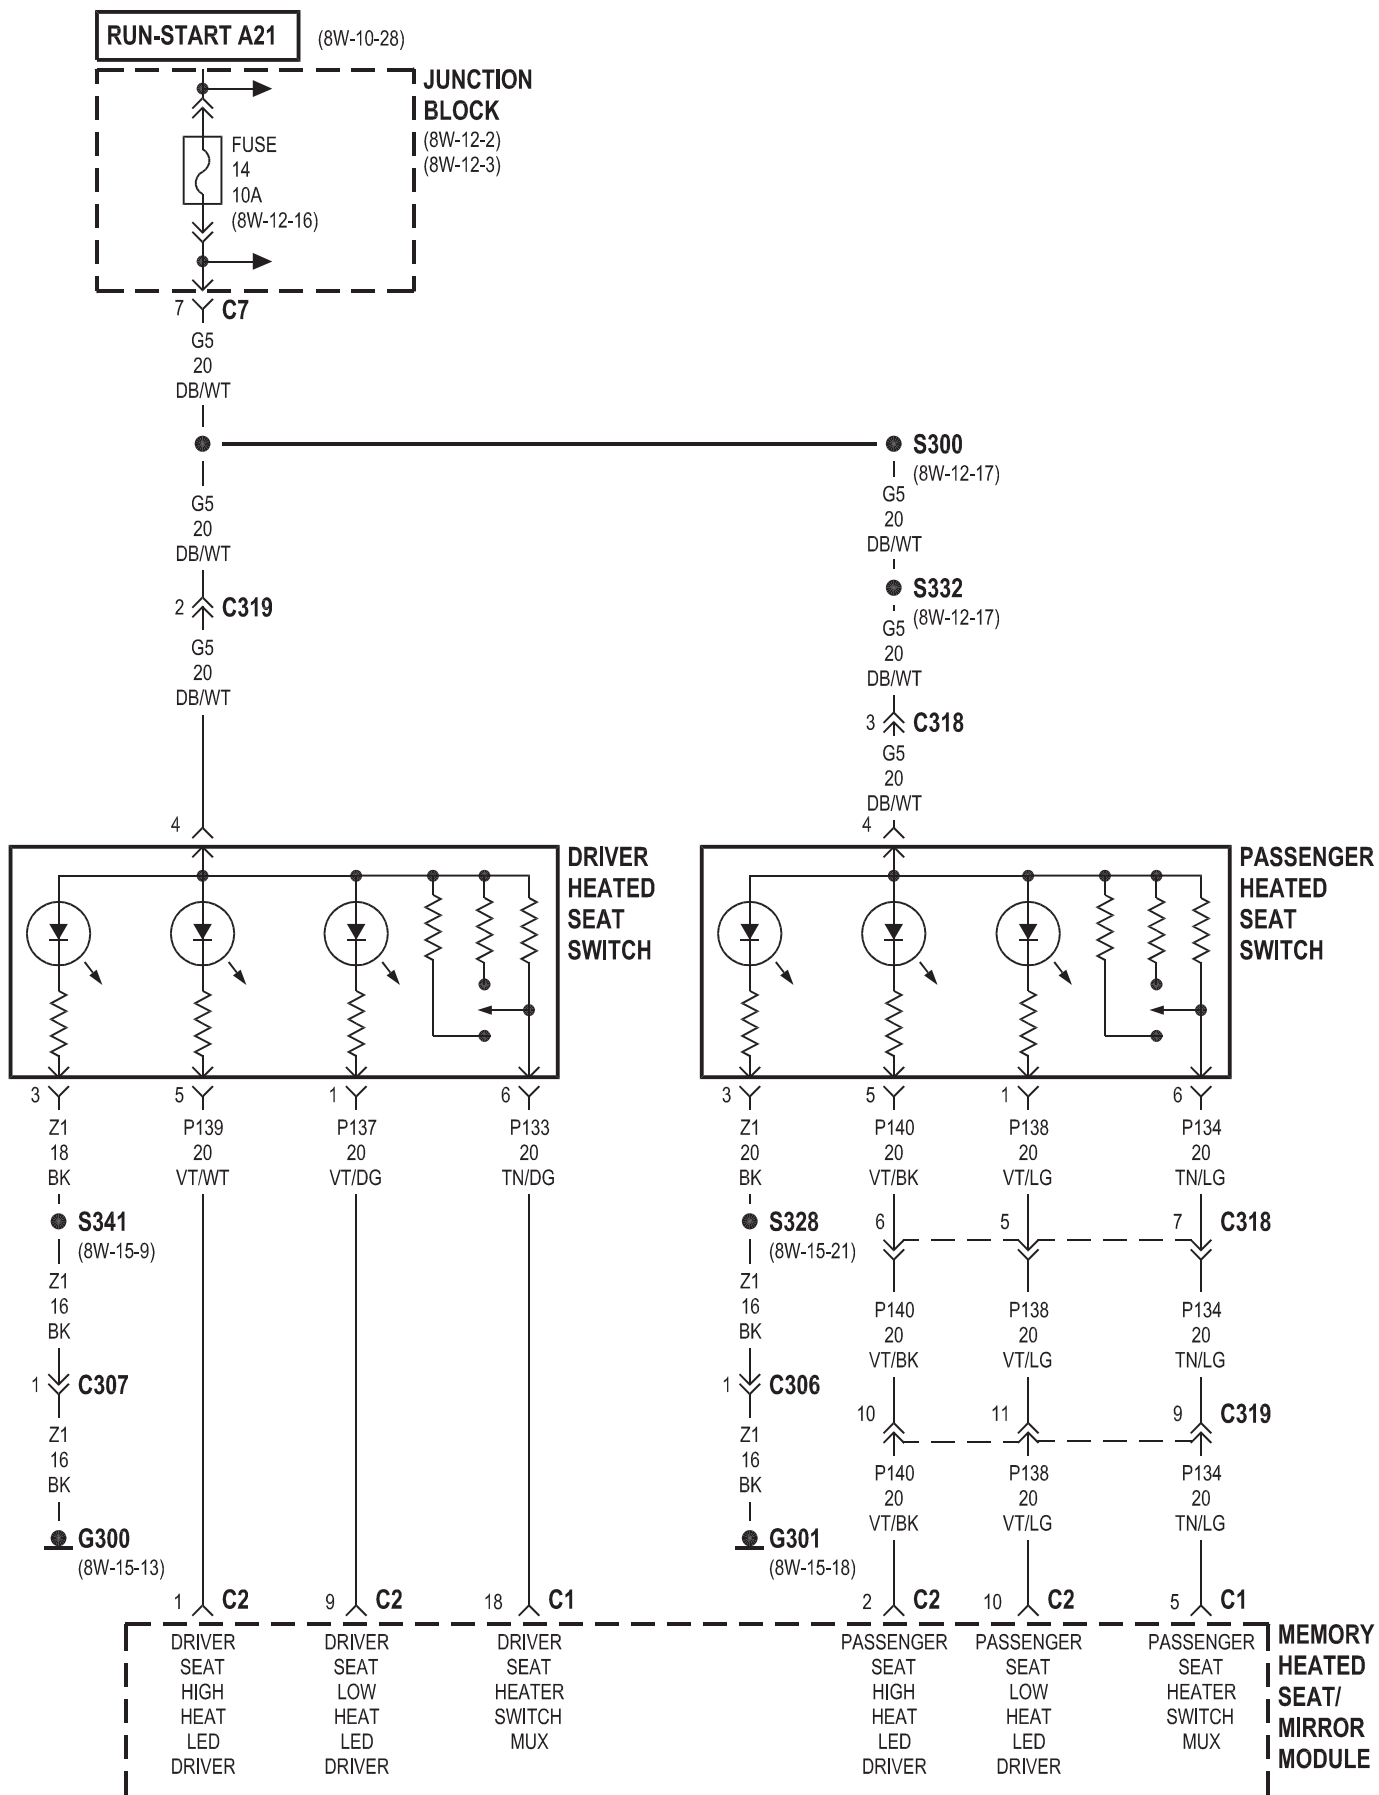 RUN-START A21 (8W-10-28)
JUNCTION
BLOCK
(8W-12-2)
(8W-12-3)
FUSE
14
10A
(8W-12-16)
7 C7
G5
20
DB/WT
S300
(8W-12-17)
G5
20
DB/WT
G5
20
DB/WT
S332
(8W-12-17)
2 C319
G5
20
DB/WT
G5
20
DB/WT
3 C318
G5
20
DB/WT
4
4
DRIVER
HEATED
SEAT
SWITCH
PASSENGER
HEATED
SEAT
SWITCH
3 5 1 6 3 5 1 6
Z1 P139 P137 P133 Z1 P140 P138 P134
18 20 20 20 20 20 20 20
BK VT/WT VT/DG TN/DG BK VT/BK VT/LG TN/LG
S341
(8W-15-9)
S328
(8W-15-21)
6 5 7 C318
Z1
16
BK
Z1
16
BK
P140 P138 P134
20 20 20
VT/BK VT/LG TN/LG
1 C307
1 C306
10 11 9 C319
Z1
16
BK
Z1
16
BK
P140 P138 P134
20 20 20
VT/BK VT/LG TN/LG
G300
(8W-15-13)
G301
(8W-15-18)
1 C2 9 C2 18 C1 2 C2 10 C2 5 C1
DRIVER
SEAT
HIGH
HEAT
LED
DRIVER
DRIVER
SEAT
LOW
HEAT
LED
DRIVER
DRIVER
SEAT
HEATER
SWITCH
MUX
PASSENGER
SEAT
HIGH
HEAT
LED
DRIVER
PASSENGER
SEAT
LOW
HEAT
LED
DRIVER
PASSENGER
SEAT
HEATER
SWITCH
MUX
MEMORY
HEATED
SEAT/
MIRROR
MODULE